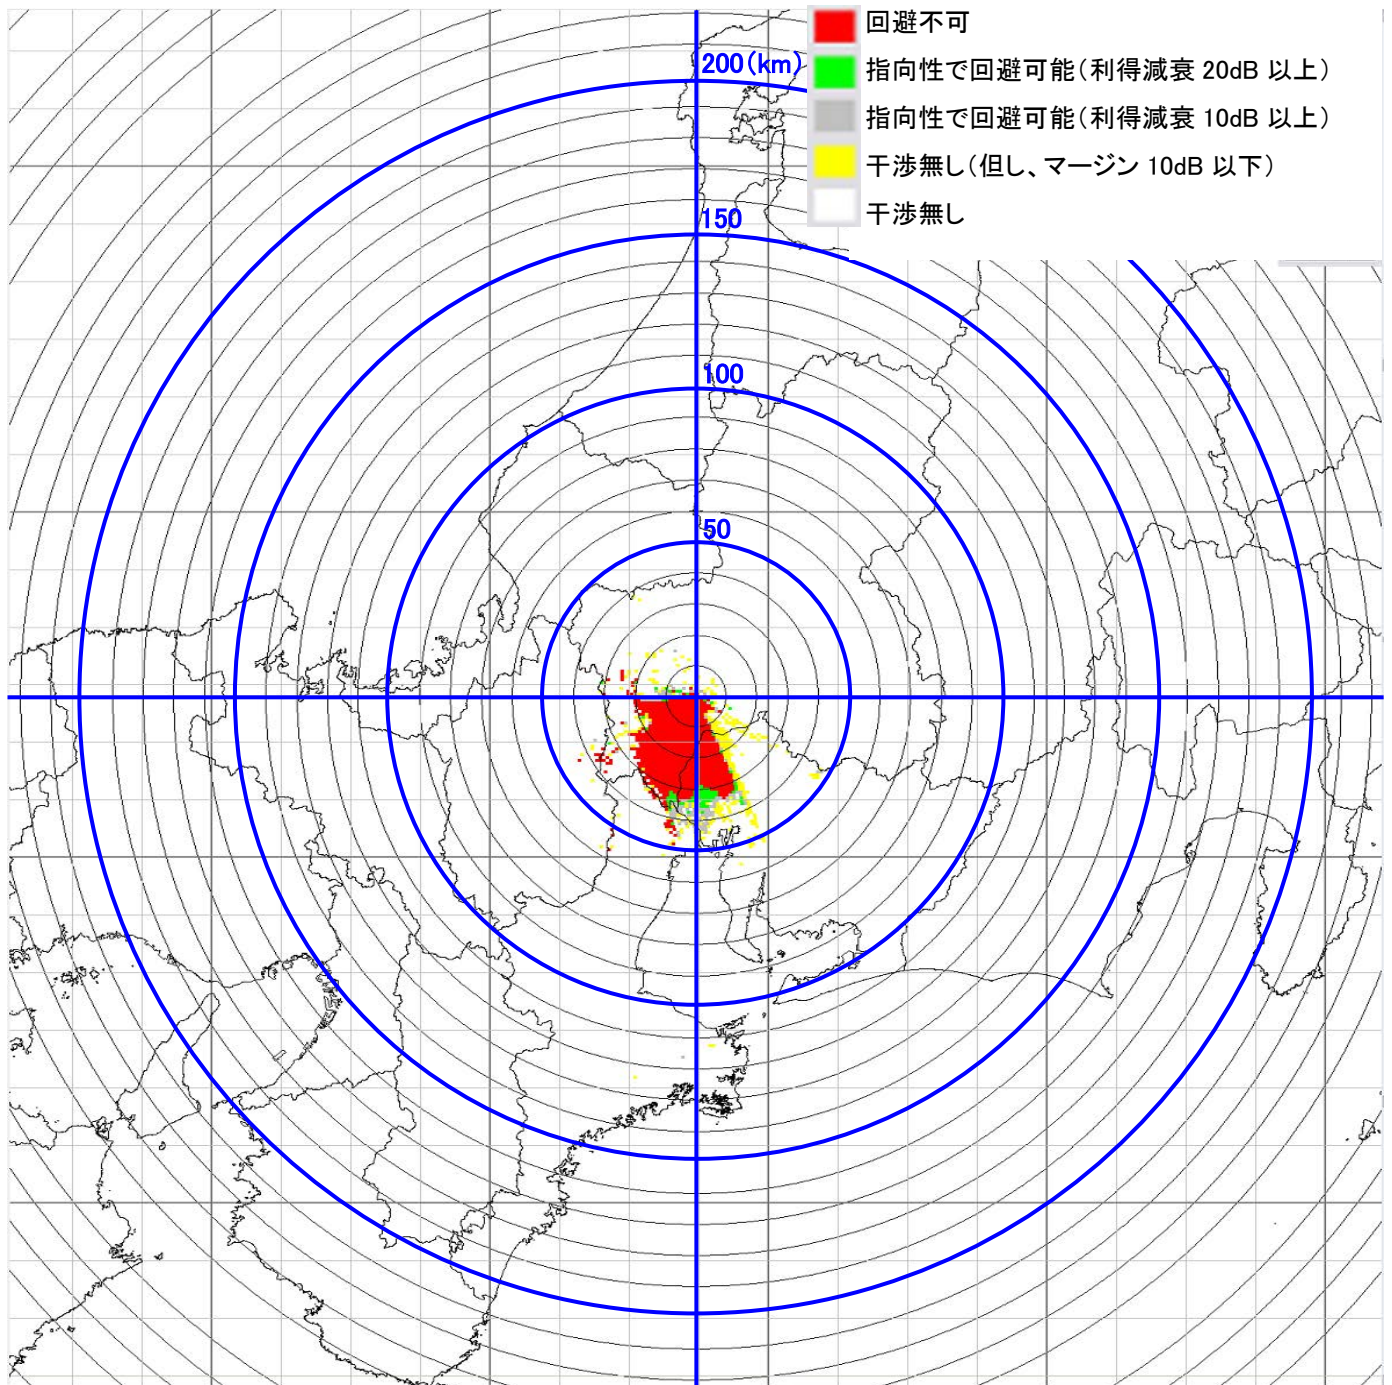 回避不可
200(km)
指向性で回避可能(利得減衰 20dB 以上)
指向性で回避可能(利得減衰 10dB 以上)
干渉無し(但し、マージン 10dB 以下)
干渉無し
150
100
50